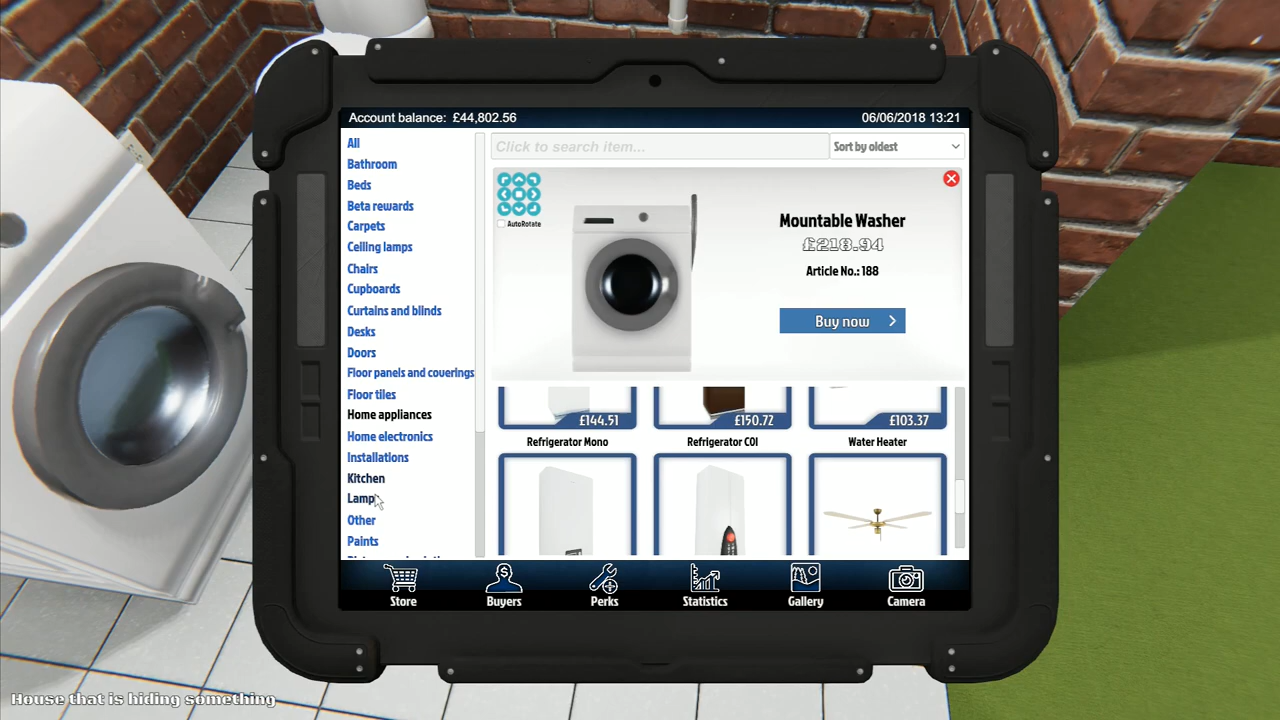 Account balance: £44,802.56
06/06/2018 13:21
All
Bathroom
Beds
Beta rewards
Carpets
Ceiling lamps
Chairs
Cupboards
Curtains and blinds
Desks
Doors
Floor panels and coverings
Floor tiles
Home appliances
Home electronics
Installations
Kitchen
Lamp
Other
Paints
Click to search item...
Sort by oldest
AutoRotate
Mountable Washer
£218.94
Article No.: 188
Buy now
£144.51
£150.72
£103.37
Refrigerator Mono
Refrigerator COI
Water Heater
Store
Buyers
Perks
Statistics
Gallery
Camera
House that is hiding something